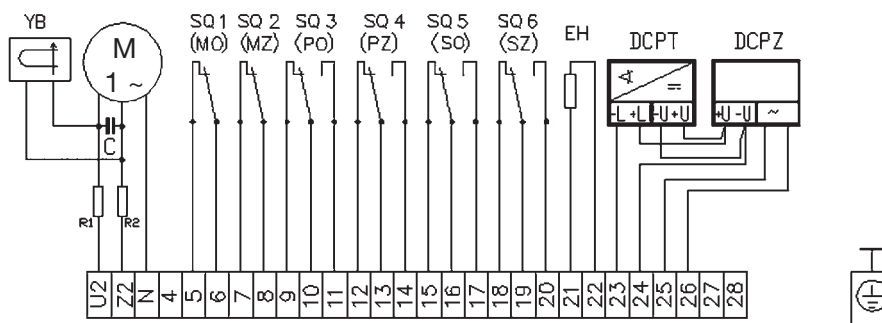 YB
M
1 ~
C
R1
R2
SQ 1 SQ 2 SQ 3 SQ 4 SQ 5 SQ 6
(MO) (MZ) (PO) (PZ) (SO) (SZ)
EH
DCPT
DCPZ
-L +L -U +U
+U -U ~
U2 Z2 N 4 5 6 7 8 9 10 11 12 13 14 15 16 17 18 19 20 21 22 23 24 25 26 27 28